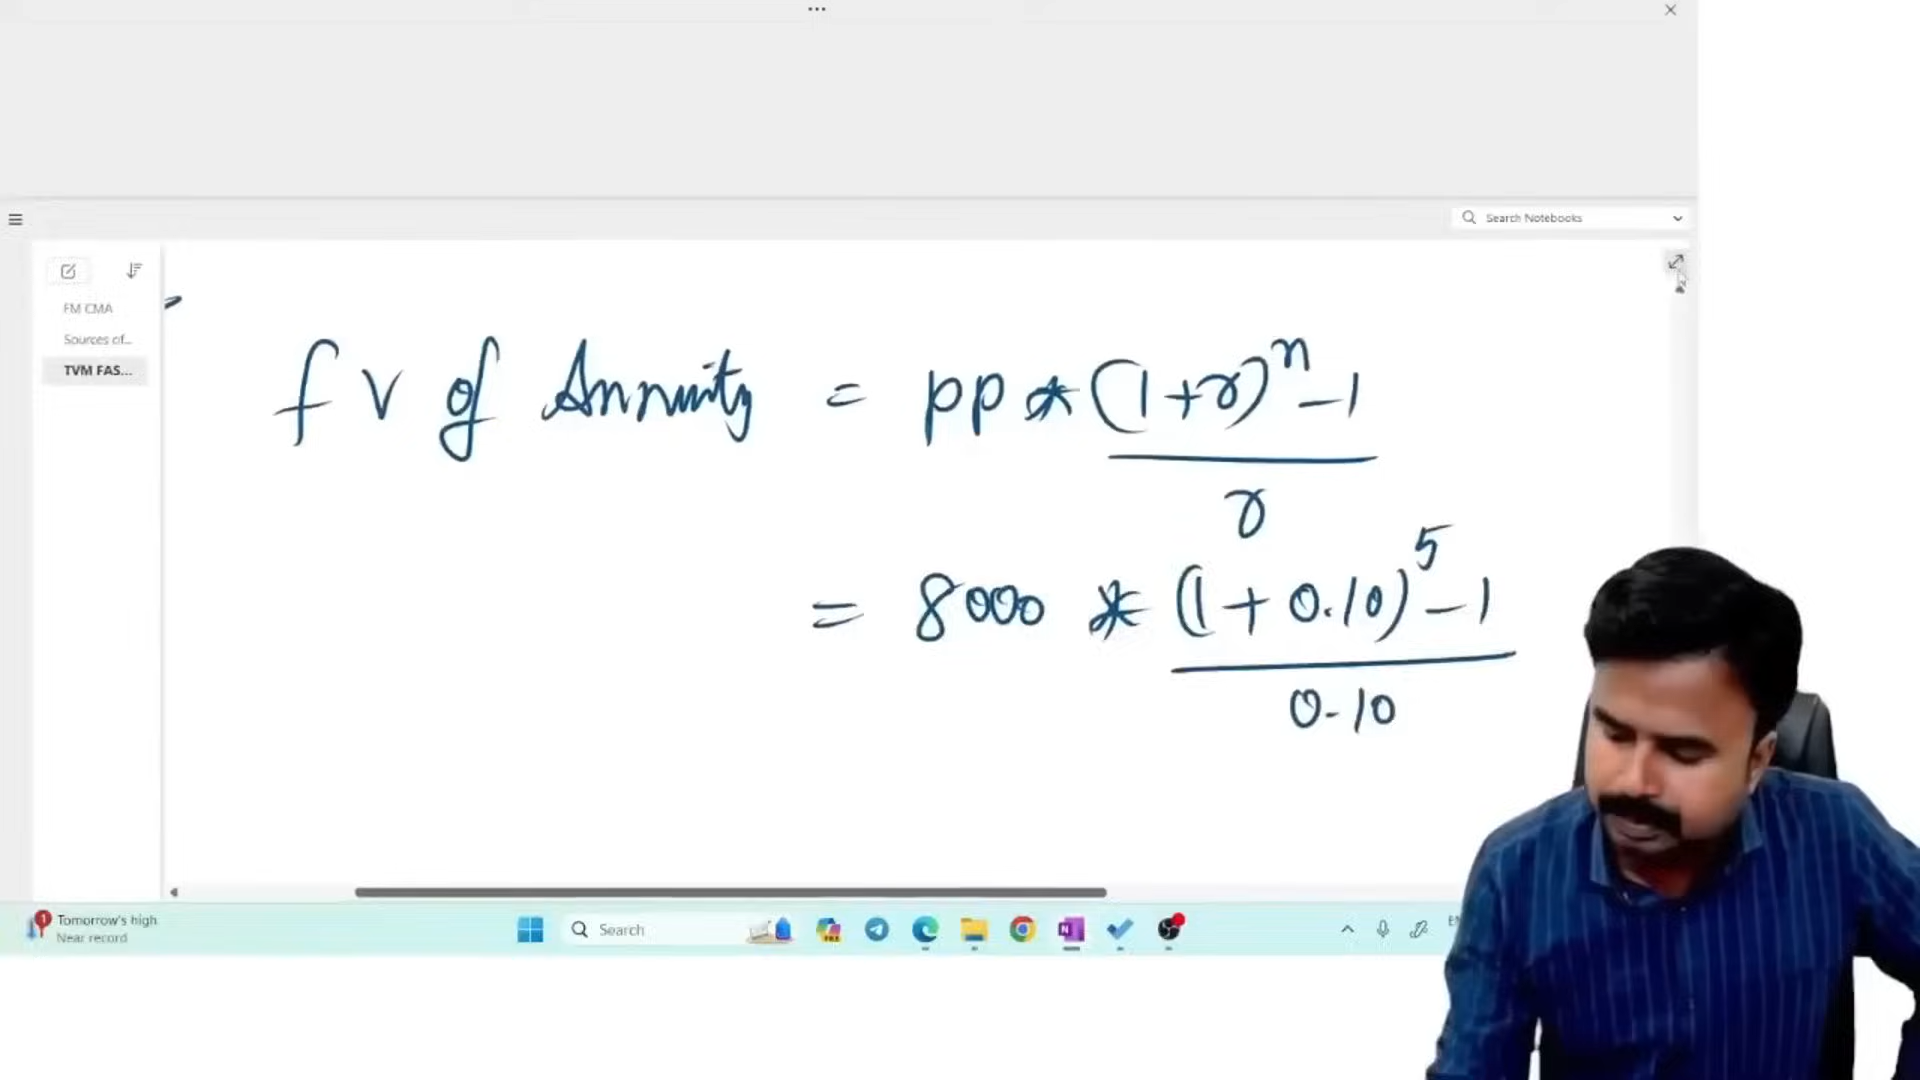 Search Notebooks
FM CMA
Sources of...
TVM FAS...
fV of Annuity = pp * (1+r)^n - 1
r
= 8000 * (1 + 0.10)^5 - 1
0.10
1
Tomorrow's high
Near record
Search